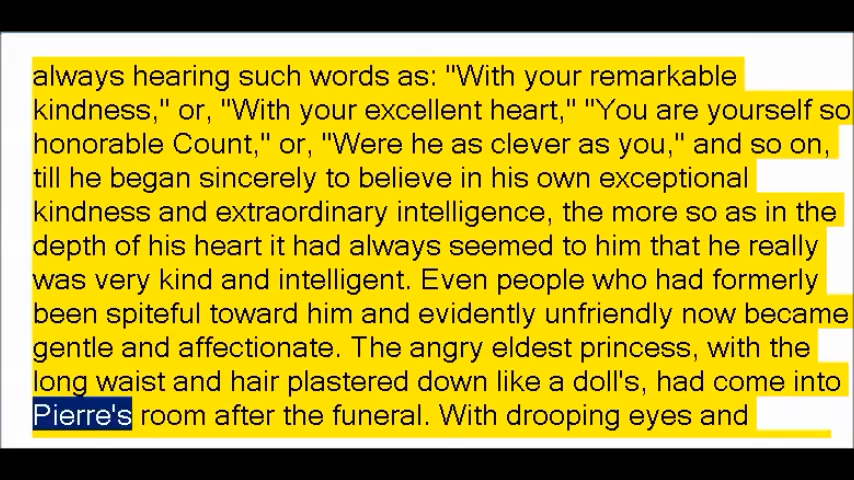 always hearing such words as: "With your remarkable
kindness," or, "With your excellent heart," "You are yourself so
honorable Count," or, "Were he as clever as you," and so on,
till he began sincerely to believe in his own exceptional
kindness and extraordinary intelligence, the more so as in the
depth of his heart it had always seemed to him that he really
was very kind and intelligent. Even people who had formerly
been spiteful toward him and evidently unfriendly now became
gentle and affectionate. The angry eldest princess, with the
long waist and hair plastered down like a doll's, had come into
Pierre's room after the funeral. With drooping eyes and